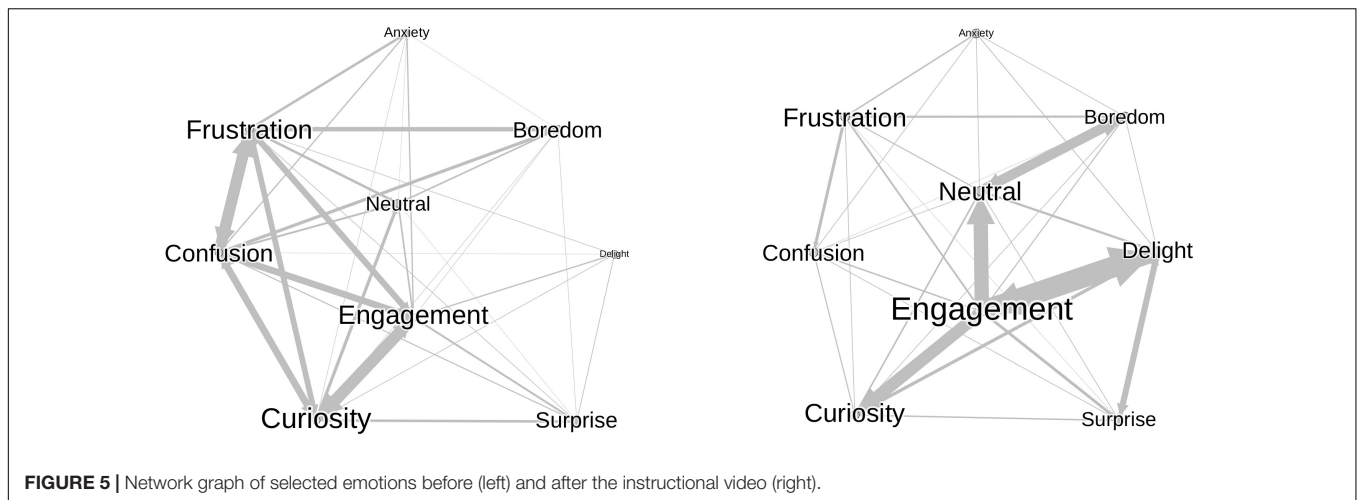 Anxiety
Frustration
Boredom
Neutral
Confusion
Delight
Engagement
Curiosity
Surprise
Anxiety
Frustration
Boredom
Neutral
Confusion
Delight
Engagement
Curiosity
Surprise
FIGURE 5 | Network graph of selected emotions before (left) and after the instructional video (right).